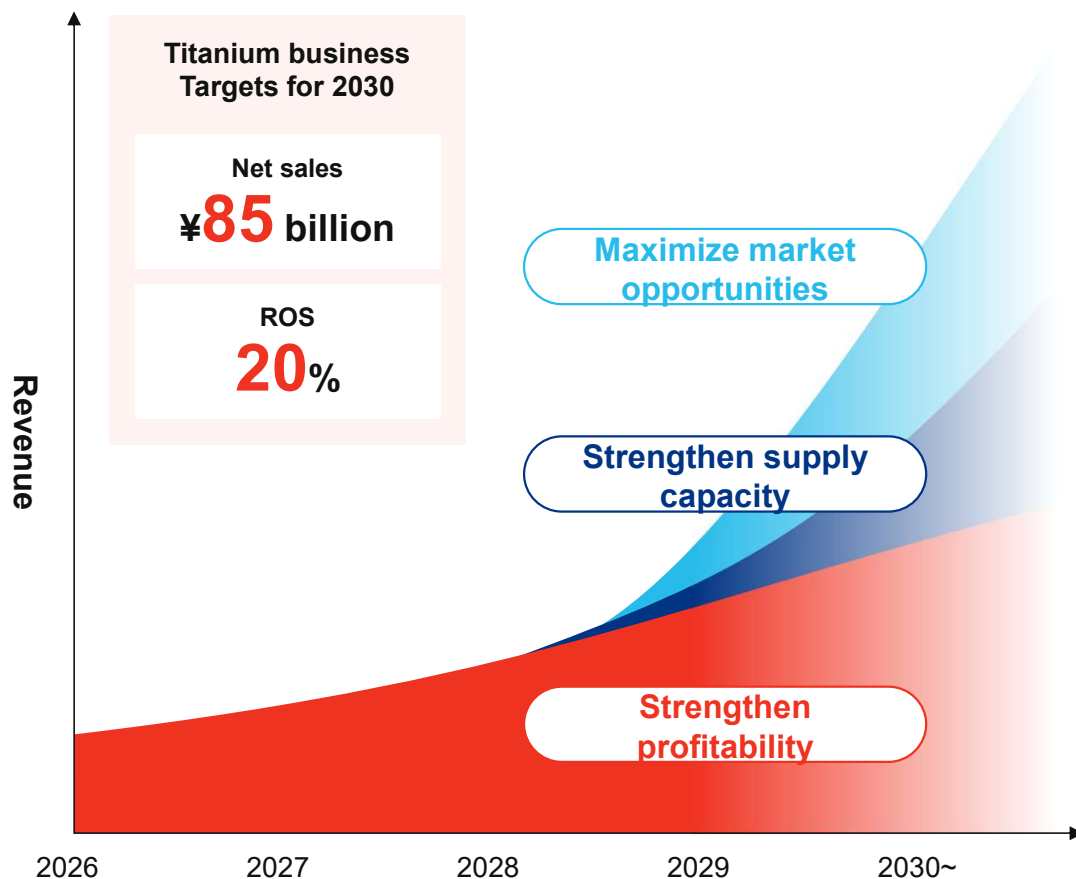 Titanium business
Targets for 2030
Net sales
¥85 billion
ROS
20%
Maximize market
opportunities
Strengthen supply
capacity
Strengthen
profitability
Revenue
2026 2027 2028 2029 2030~